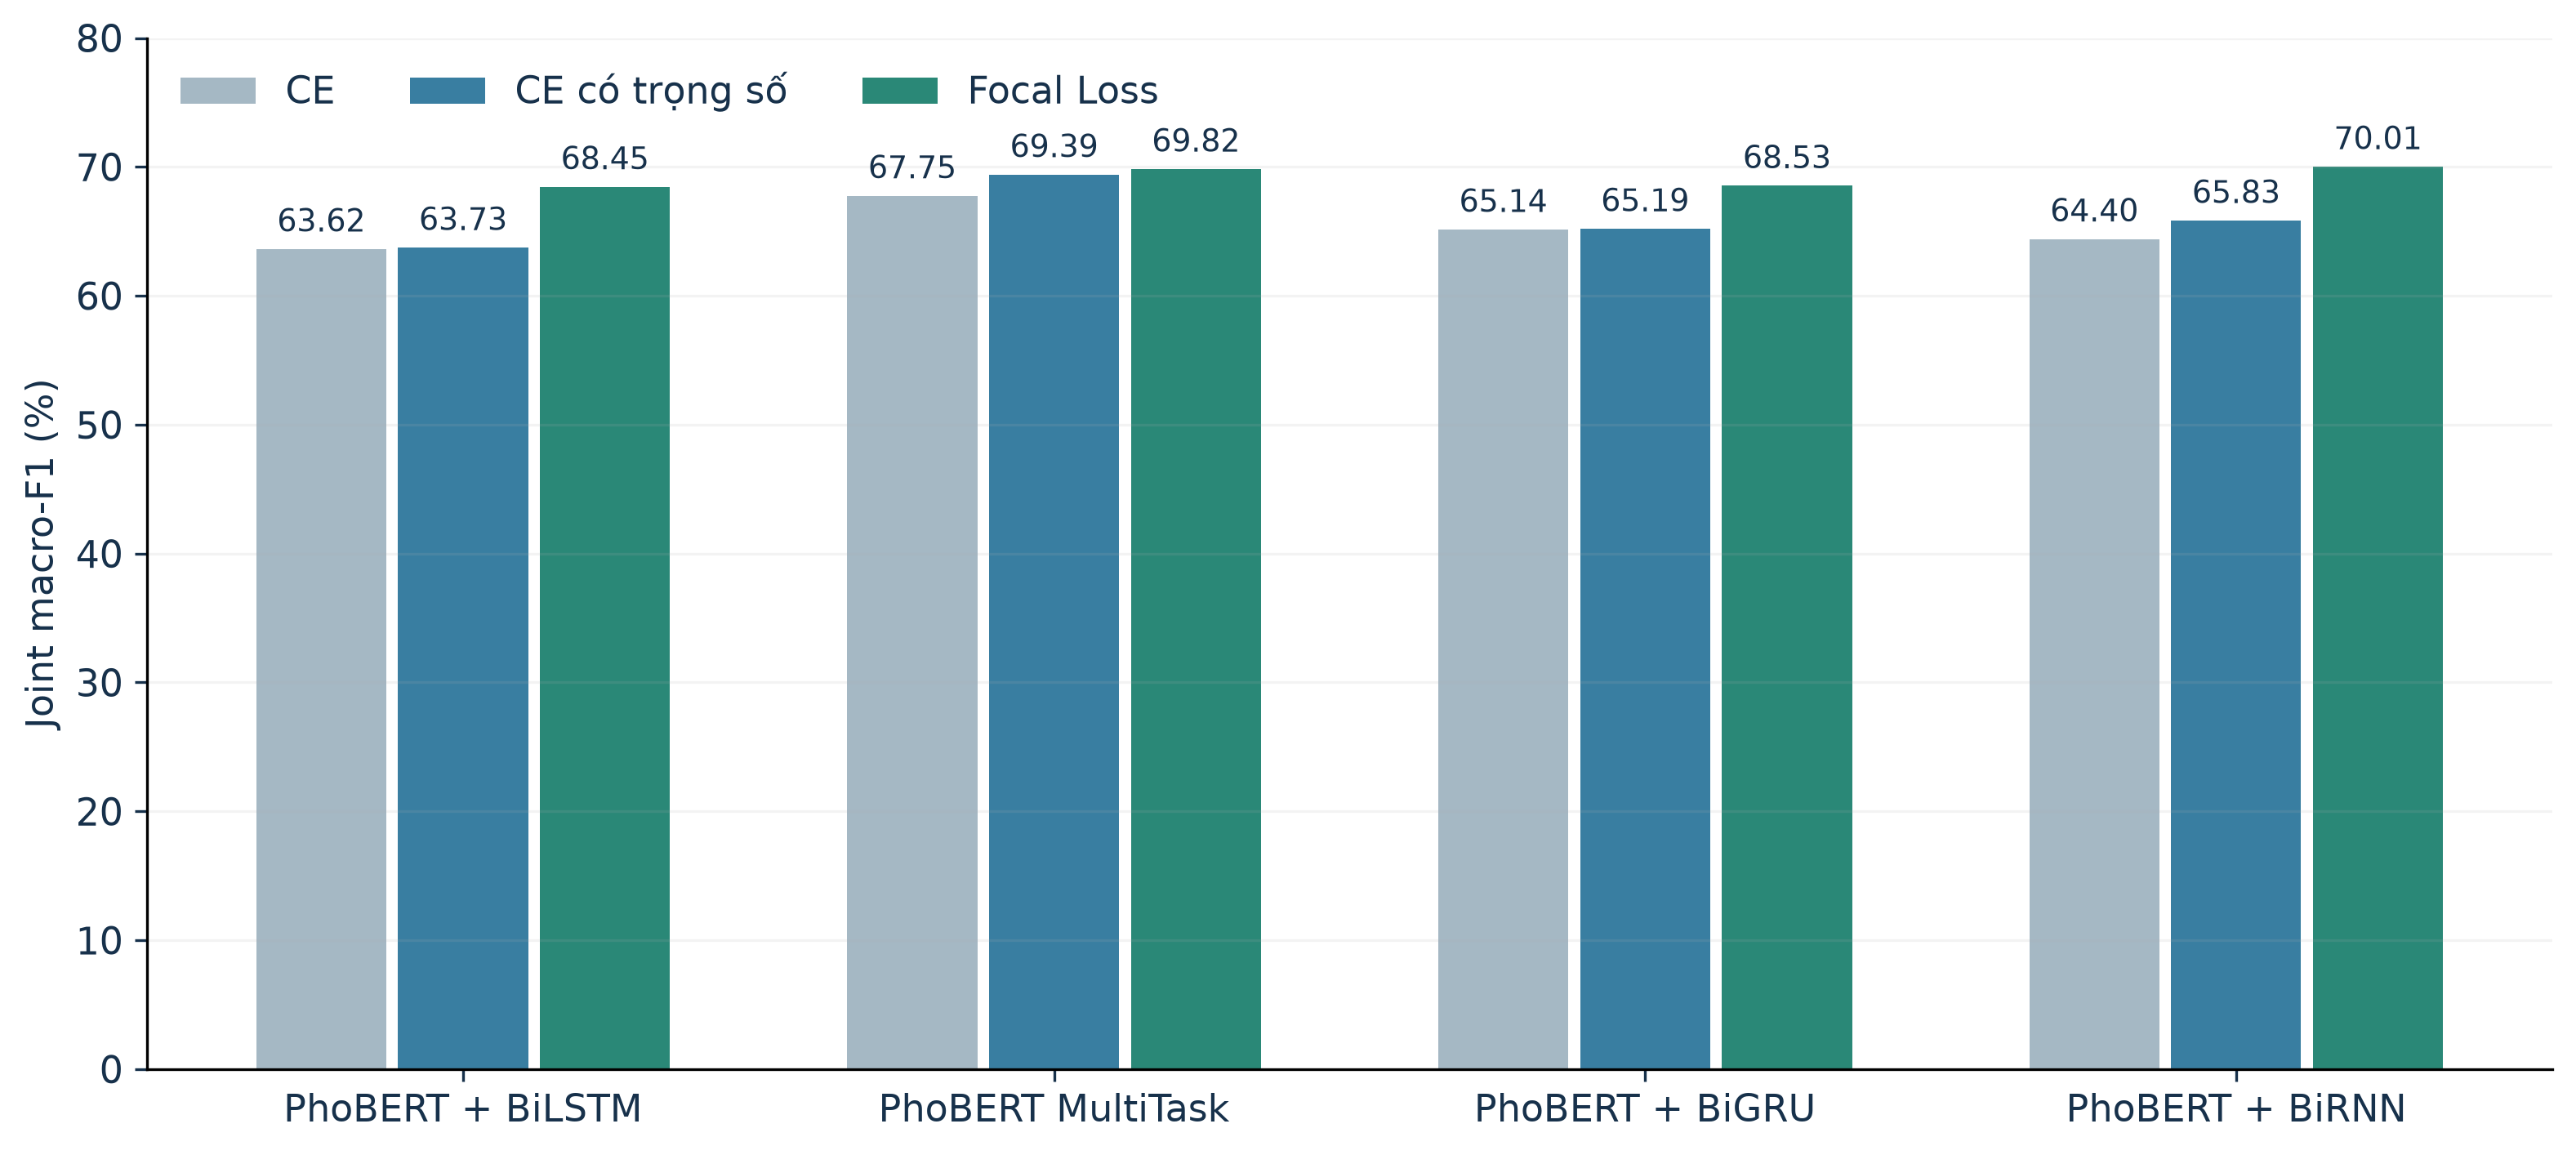 80
CE CE có trọng số Focal Loss
70
60
50
40
30
20
10
0
Joint macro-F1 (%)
63.62 63.73 68.45
67.75 69.39 69.82
65.14 65.19 68.53
64.40 65.83 70.01
PhoBERT + BiLSTM PhoBERT MultiTask PhoBERT + BiGRU PhoBERT + BiRNN